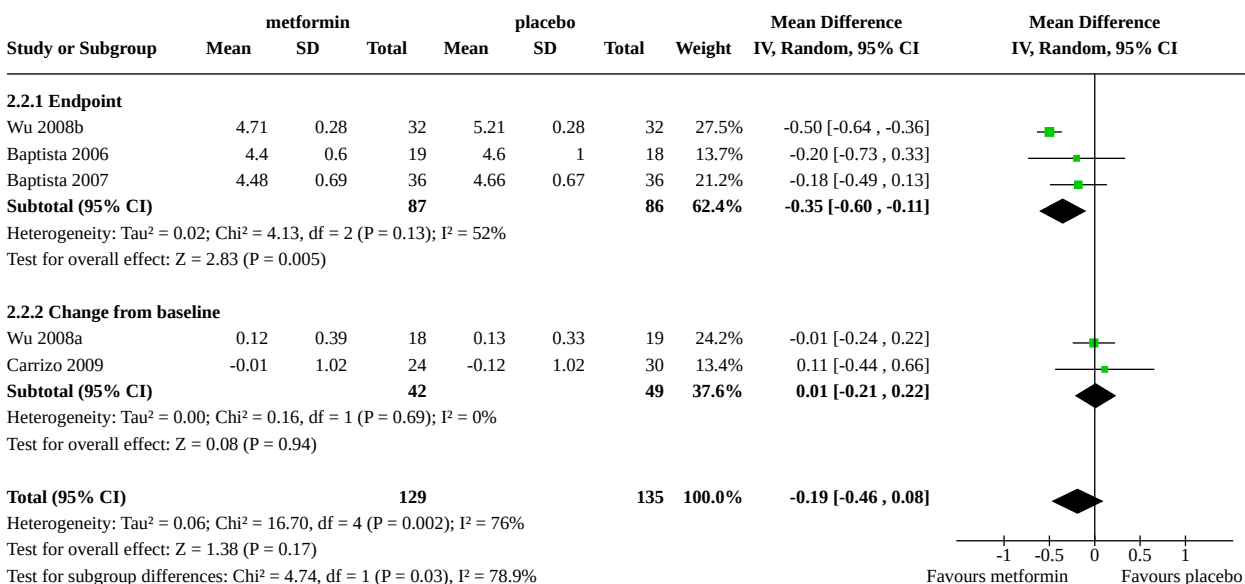 metformin placebo Mean Difference Mean Difference
Study or Subgroup Mean SD Total Mean SD Total Weight IV, Random, 95% CI IV, Random, 95% CI
2.2.1 Endpoint
Wu 2008b 4.71 0.28 32 5.21 0.28 32 27.5% -0.50 [-0.64 , -0.36]
Baptista 2006 4.4 0.6 19 4.6 1 18 13.7% -0.20 [-0.73 , 0.33]
Baptista 2007 4.48 0.69 36 4.66 0.67 36 21.2% -0.18 [-0.49 , 0.13]
Subtotal (95% CI) 87 86 62.4% -0.35 [-0.60 , -0.11]
Heterogeneity: Tau² = 0.02; Chi² = 4.13, df = 2 (P = 0.13); I² = 52%
Test for overall effect: Z = 2.83 (P = 0.005)
2.2.2 Change from baseline
Wu 2008a 0.12 0.39 18 0.13 0.33 19 24.2% -0.01 [-0.24 , 0.22]
Carrizo 2009 -0.01 1.02 24 -0.12 1.02 30 13.4% 0.11 [-0.44 , 0.66]
Subtotal (95% CI) 42 49 37.6% 0.01 [-0.21 , 0.22]
Heterogeneity: Tau² = 0.00; Chi² = 0.16, df = 1 (P = 0.69); I² = 0%
Test for overall effect: Z = 0.08 (P = 0.94)
Total (95% CI) 129 135 100.0% -0.19 [-0.46 , 0.08]
Heterogeneity: Tau² = 0.06; Chi² = 16.70, df = 4 (P = 0.002); I² = 76%
Test for overall effect: Z = 1.38 (P = 0.17)
-1 -0.5 0 0.5 1
Test for subgroup differences: Chi² = 4.74, df = 1 (P = 0.03), I² = 78.9% Favours metformin Favours placebo